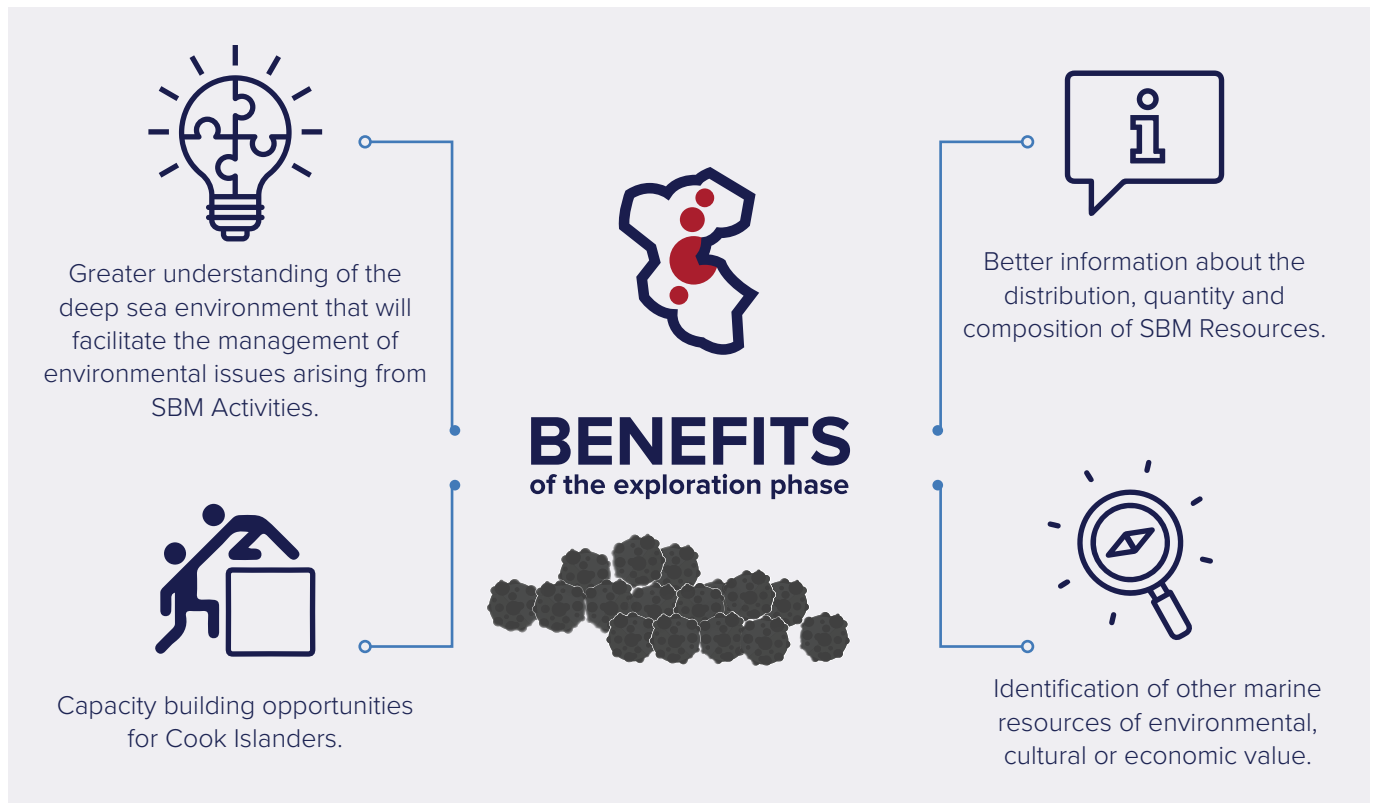 Greater understanding of the
deep sea environment that will
facilitate the management of
environmental issues arising from
SBM Activities.
Better information about the
distribution, quantity and
composition of SBM Resources.
BENEFITS
of the exploration phase
Capacity building opportunities
for Cook Islanders.
Identification of other marine
resources of environmental,
cultural or economic value.